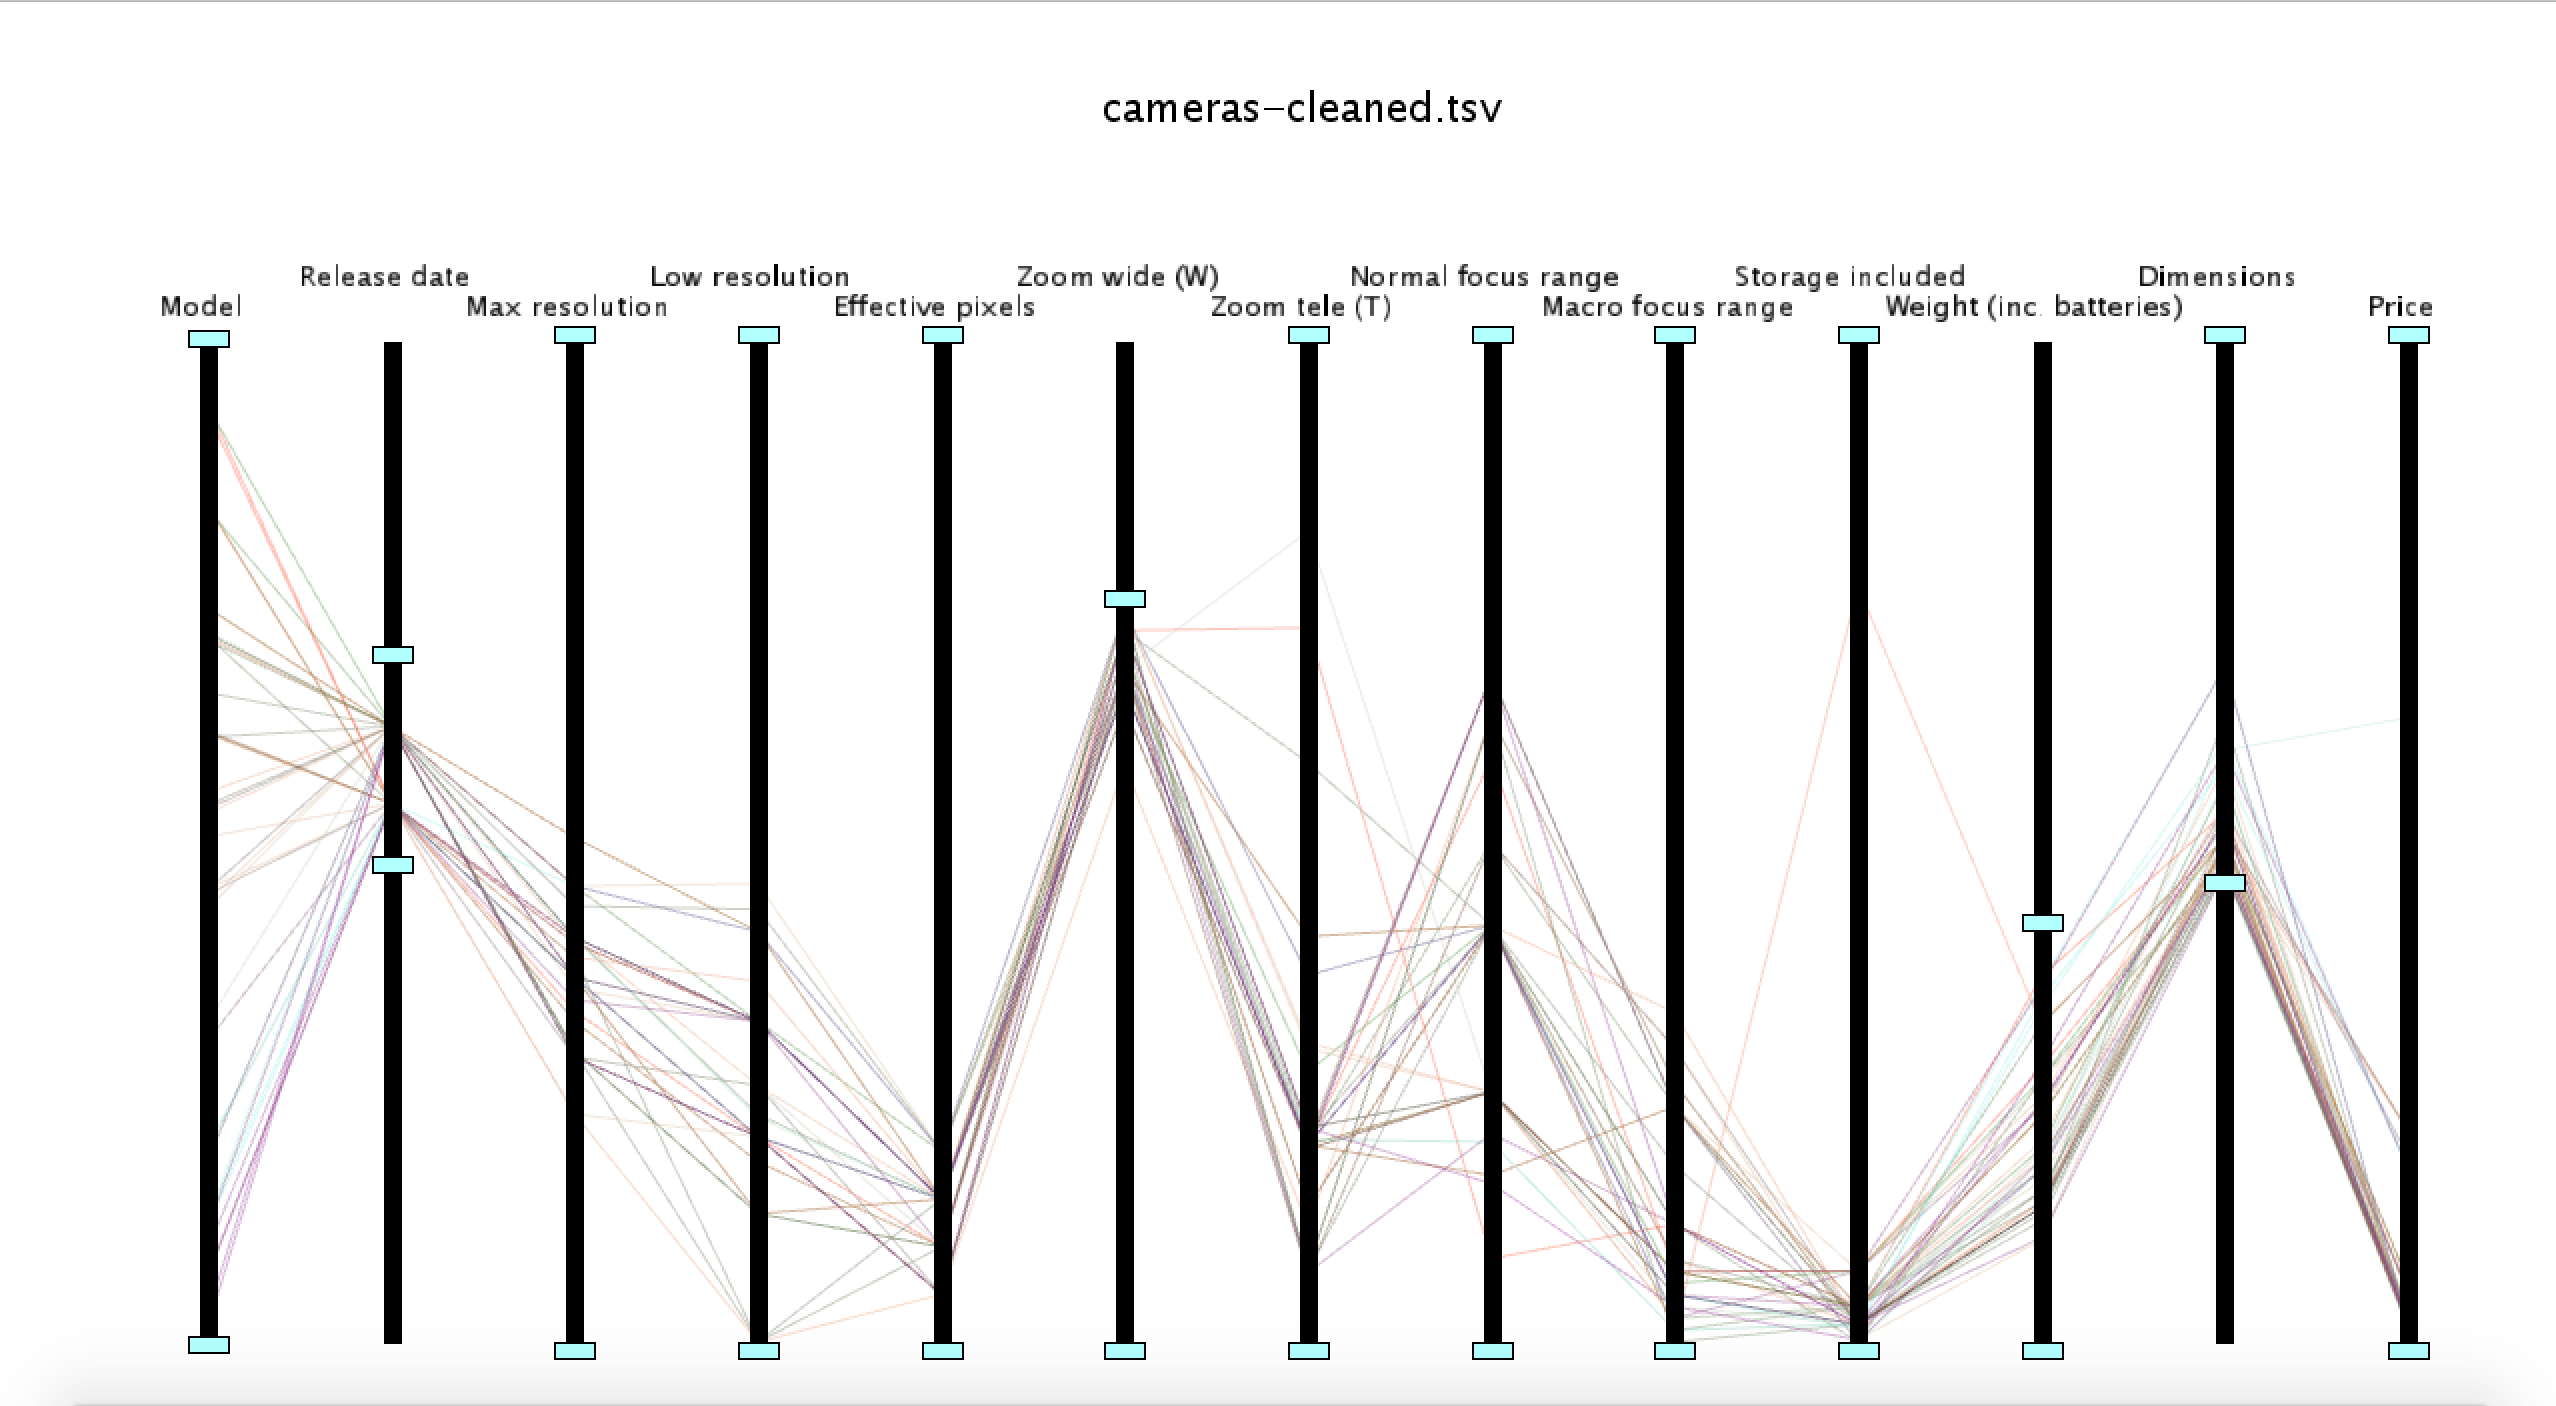 cameras-cleaned.tsv
Release date
Low resolution
Zoom wide (W)
Normal focus range
Storage included
Dimensions
Model
Max resolution
Effective pixels
Zoom tele (T)
Macro focus range
Weight (inc. batteries)
Price